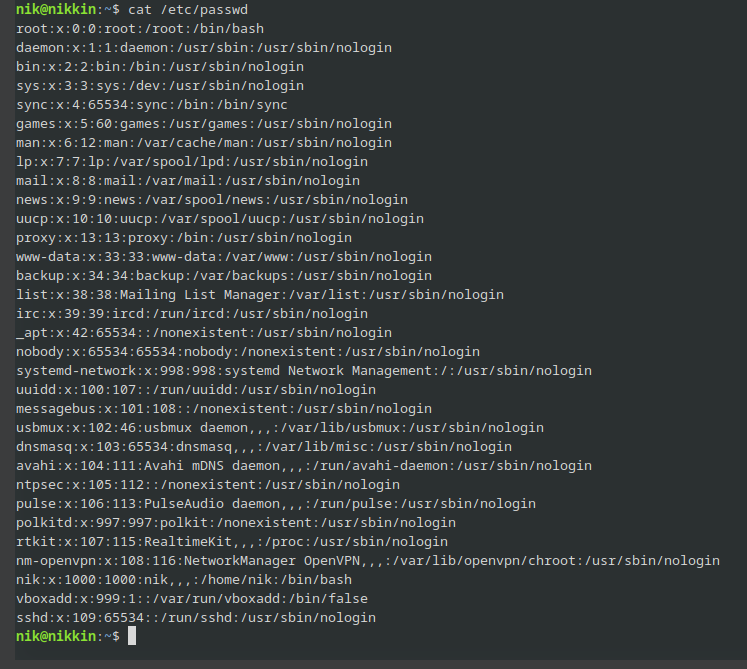 nik@nikkin:~$ cat /etc/passwd
root:x:0:0:root:/root:/bin/bash
daemon:x:1:1:daemon:/usr/sbin:/usr/sbin/nologin
bin:x:2:2:bin:/bin:/usr/sbin/nologin
sys:x:3:3:sys:/dev:/usr/sbin/nologin
sync:x:4:65534:sync:/bin:/bin/sync
games:x:5:60:games:/usr/games:/usr/sbin/nologin
man:x:6:12:man:/var/cache/man:/usr/sbin/nologin
lp:x:7:7:lp:/var/spool/lpd:/usr/sbin/nologin
mail:x:8:8:mail:/var/mail:/usr/sbin/nologin
news:x:9:9:news:/var/spool/news:/usr/sbin/nologin
uucp:x:10:10:uucp:/var/spool/uucp:/usr/sbin/nologin
proxy:x:13:13:proxy:/bin:/usr/sbin/nologin
www-data:x:33:33:www-data:/var/www:/usr/sbin/nologin
backup:x:34:34:backup:/var/backups:/usr/sbin/nologin
list:x:38:38:Mailing List Manager:/var/list:/usr/sbin/nologin
irc:x:39:39:ircd:/run/ircd:/usr/sbin/nologin
_apt:x:42:65534::/nonexistent:/usr/sbin/nologin
nobody:x:65534:65534:nobody:/nonexistent:/usr/sbin/nologin
systemd-network:x:998:998:systemd Network Management:/:/usr/sbin/nologin
uuidd:x:100:107::/run/uuidd:/usr/sbin/nologin
messagebus:x:101:108::/nonexistent:/usr/sbin/nologin
usbmux:x:102:46:usbmux daemon,,,:/var/lib/usbmux:/usr/sbin/nologin
dnsmasq:x:103:65534:dnsmasq,,,:/var/lib/misc:/usr/sbin/nologin
avahi:x:104:111:Avahi mDNS daemon,,,:/run/avahi-daemon:/usr/sbin/nologin
ntpsec:x:105:112::/nonexistent:/usr/sbin/nologin
pulse:x:106:113:PulseAudio daemon,,,:/run/pulse:/usr/sbin/nologin
polkitd:x:997:997:polkit:/nonexistent:/usr/sbin/nologin
rtkit:x:107:115:RealtimeKit,,,:/proc:/usr/sbin/nologin
nm-openvpn:x:108:116:NetworkManager OpenVPN,,,:/var/lib/openvpn/chroot:/usr/sbin/nologin
nik:x:1000:1000:nik,,,:/home/nik:/bin/bash
vboxadd:x:999:1::/var/run/vboxadd:/bin/false
sshd:x:109:65534::/run/sshd:/usr/sbin/nologin
nik@nikkin:~$